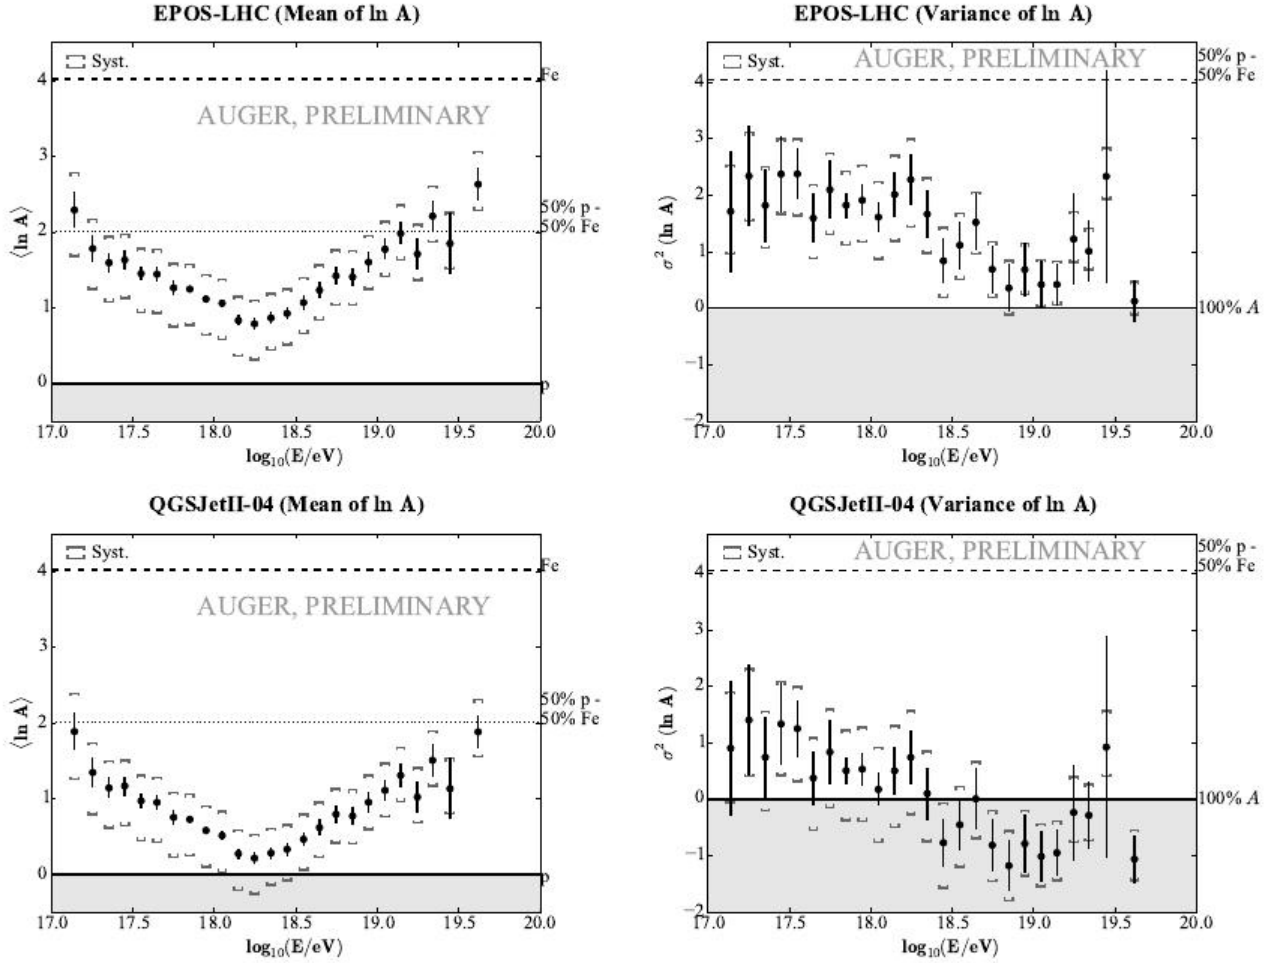 EPOS-LHC (Mean of ln A)
Syst.
AUGER, PRELIMINARY
Fe
50% p -
50% Fe
p
4
3
2
1
0
⟨ln A⟩
17.0 17.5 18.0 18.5 19.0 19.5 20.0
log₁₀(E/eV)
EPOS-LHC (Variance of ln A)
Syst.
AUGER, PRELIMINARY
50% p -
50% Fe
100% A
4
3
2
1
0
−1
−2
σ² (ln A)
17.0 17.5 18.0 18.5 19.0 19.5 20.0
log₁₀(E/eV)
QGSJetII-04 (Mean of ln A)
Syst.
AUGER, PRELIMINARY
Fe
50% p -
50% Fe
p
4
3
2
1
0
⟨ln A⟩
17.0 17.5 18.0 18.5 19.0 19.5 20.0
log₁₀(E/eV)
QGSJetII-04 (Variance of ln A)
Syst.
AUGER, PRELIMINARY
50% p -
50% Fe
100% A
4
3
2
1
0
−1
−2
σ² (ln A)
17.0 17.5 18.0 18.5 19.0 19.5 20.0
log₁₀(E/eV)